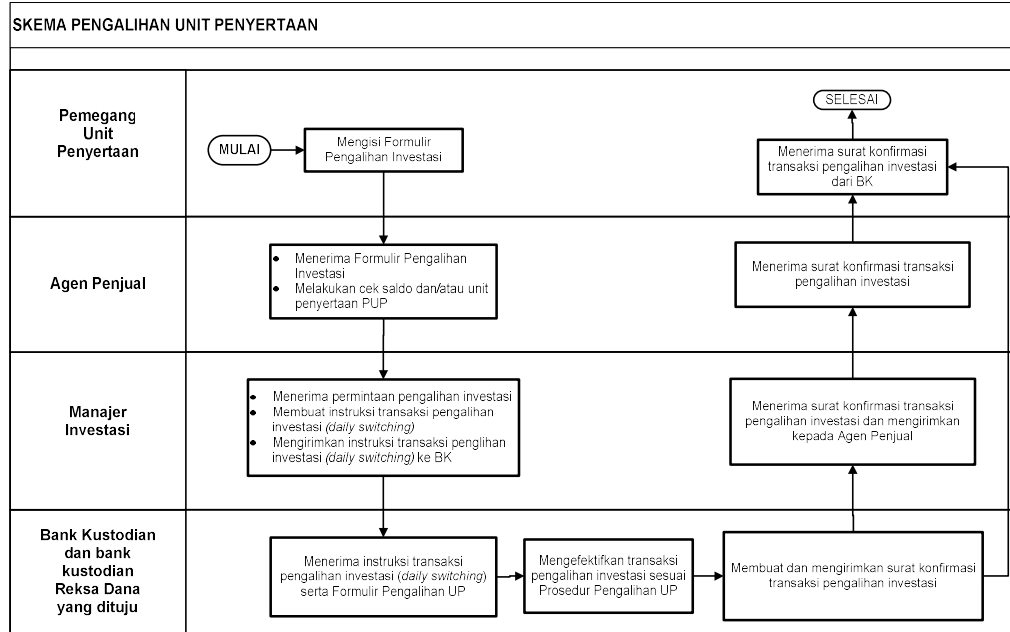 SKEMA PENGALIHAN UNIT PENYERTAAN
Pemegang
Unit
Penyertaan
MULAI
Mengisi Formulir
Pengalihan Investasi
SELESAI
Menerima surat konfirmasi
transaksi pengalihan investasi
dari BK
Agen Penjual
• Menerima Formulir Pengalihan
Investasi
• Melakukan cek saldo dan/atau unit
penyertaan PUP
Menerima surat konfirmasi transaksi
pengalihan investasi
Manajer
Investasi
• Menerima permintaan pengalihan investasi
• Membuat instruksi transaksi pengalihan
investasi (daily switching)
• Mengirimkan instruksi transaksi penglihan
investasi (daily switching) ke BK
Menerima surat konfirmasi transaksi
pengalihan investasi dan mengirimkan
kepada Agen Penjual
Bank Kustodian
dan bank
kustodian
Reksa Dana
yang dituju
Menerima instruksi transaksi
pengalihan investasi (daily switching)
serta Formulir Pengalihan UP
Mengefektifkan transaksi
pengalihan investasi sesuai
Prosedur Pengalihan UP
Membuat dan mengirimkan surat konfirmasi
transaksi pengalihan investasi